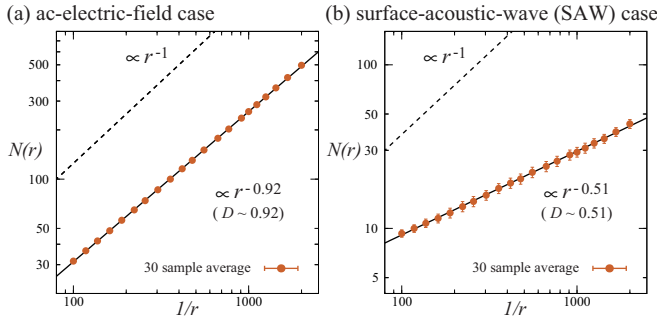 (a) ac-electric-field case
500
300
100
30
N(r)
∝ r⁻¹
∝ r⁻⁰·⁹²
( D ~ 0.92)
30 sample average
100
1000
1/r
(b) surface-acoustic-wave (SAW) case
100
50
30
10
5
N(r)
∝ r⁻¹
∝ r⁻⁰·⁵¹
( D ~ 0.51)
30 sample average
100
1000
1/r